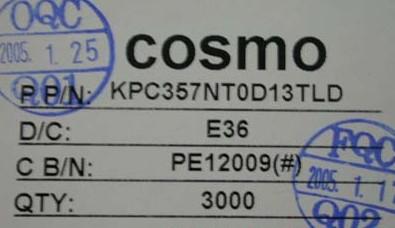 OQC
2005. 1. 25
Q01
cosmo
P P/N: KPC357NT0D13TLD
D/C: E36
C B/N: PE12009(#)
QTY: 3000
FQC
2005. 1. 1
Q02